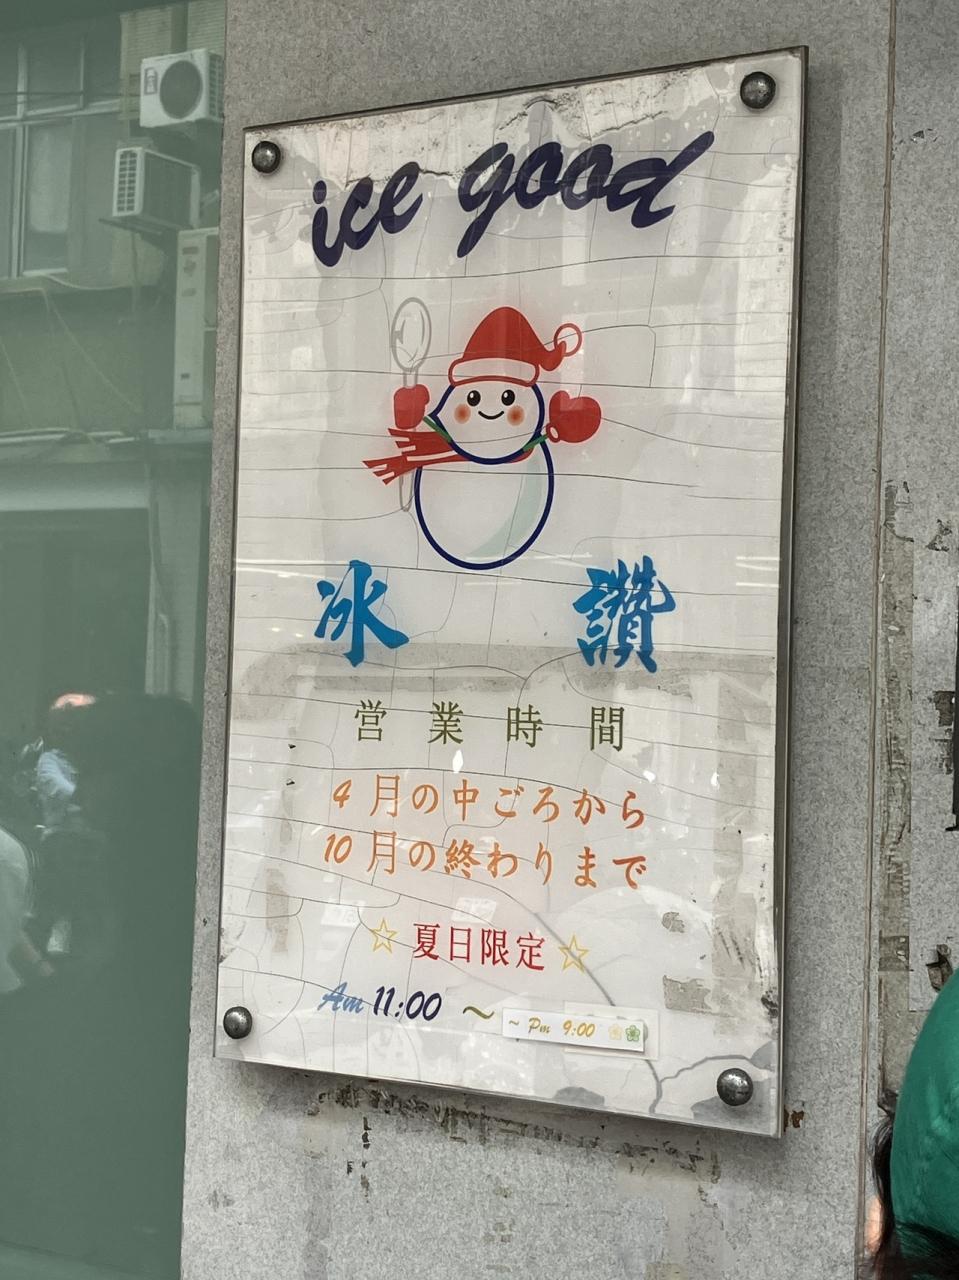 ice good
冰 讚
営業時間
4月の中ごろから
10月の終わりまで
☆夏日限定☆
Am 11:00 ~ ~ Pm 9:00